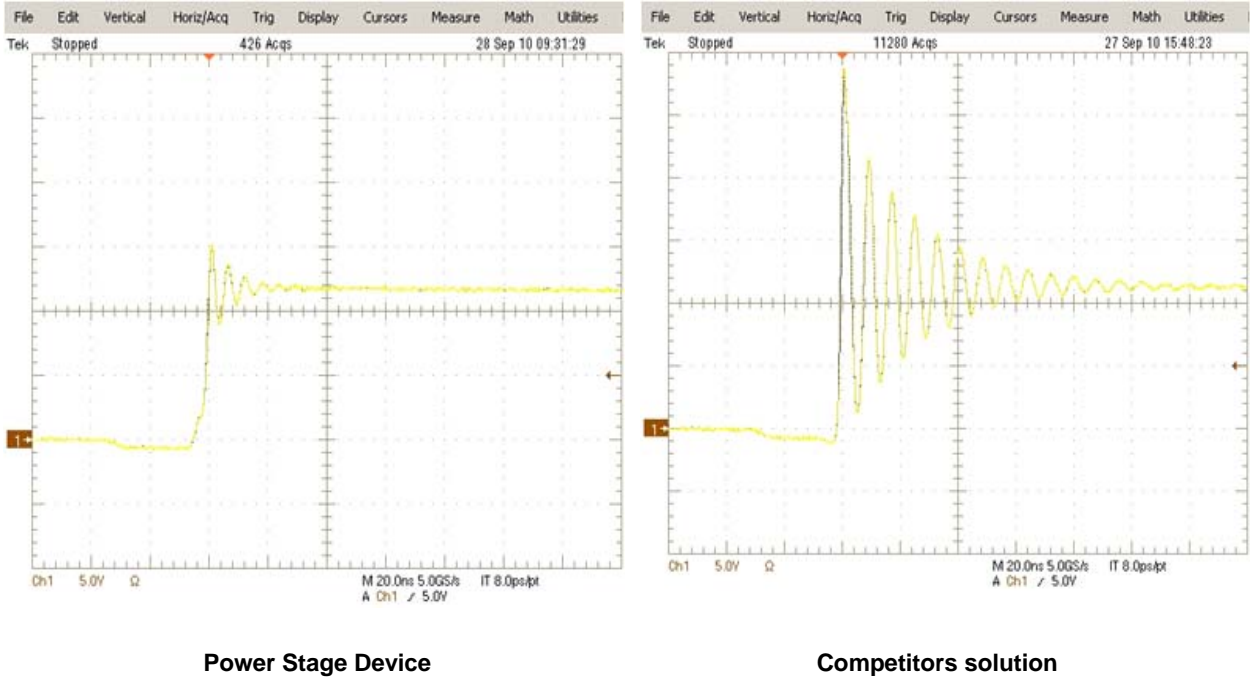 File Edit Vertical Horiz/Acq Trig Display Cursors Measure Math Utilities
Tek Stopped 426 Acqs 28 Sep 10 09:31:29
1
Ch1 5.0V Ω
M 20.0ns 5.0GS/s IT 8.0ps/pt
A Ch1 / 5.0V
File Edit Vertical Horiz/Acq Trig Display Cursors Measure Math Utilities
Tek Stopped 11280 Acqs 27 Sep 10 15:48:23
1
Ch1 5.0V Ω
M 20.0ns 5.0GS/s IT 8.0ps/pt
A Ch1 / 5.0V
Power Stage Device
Competitors solution